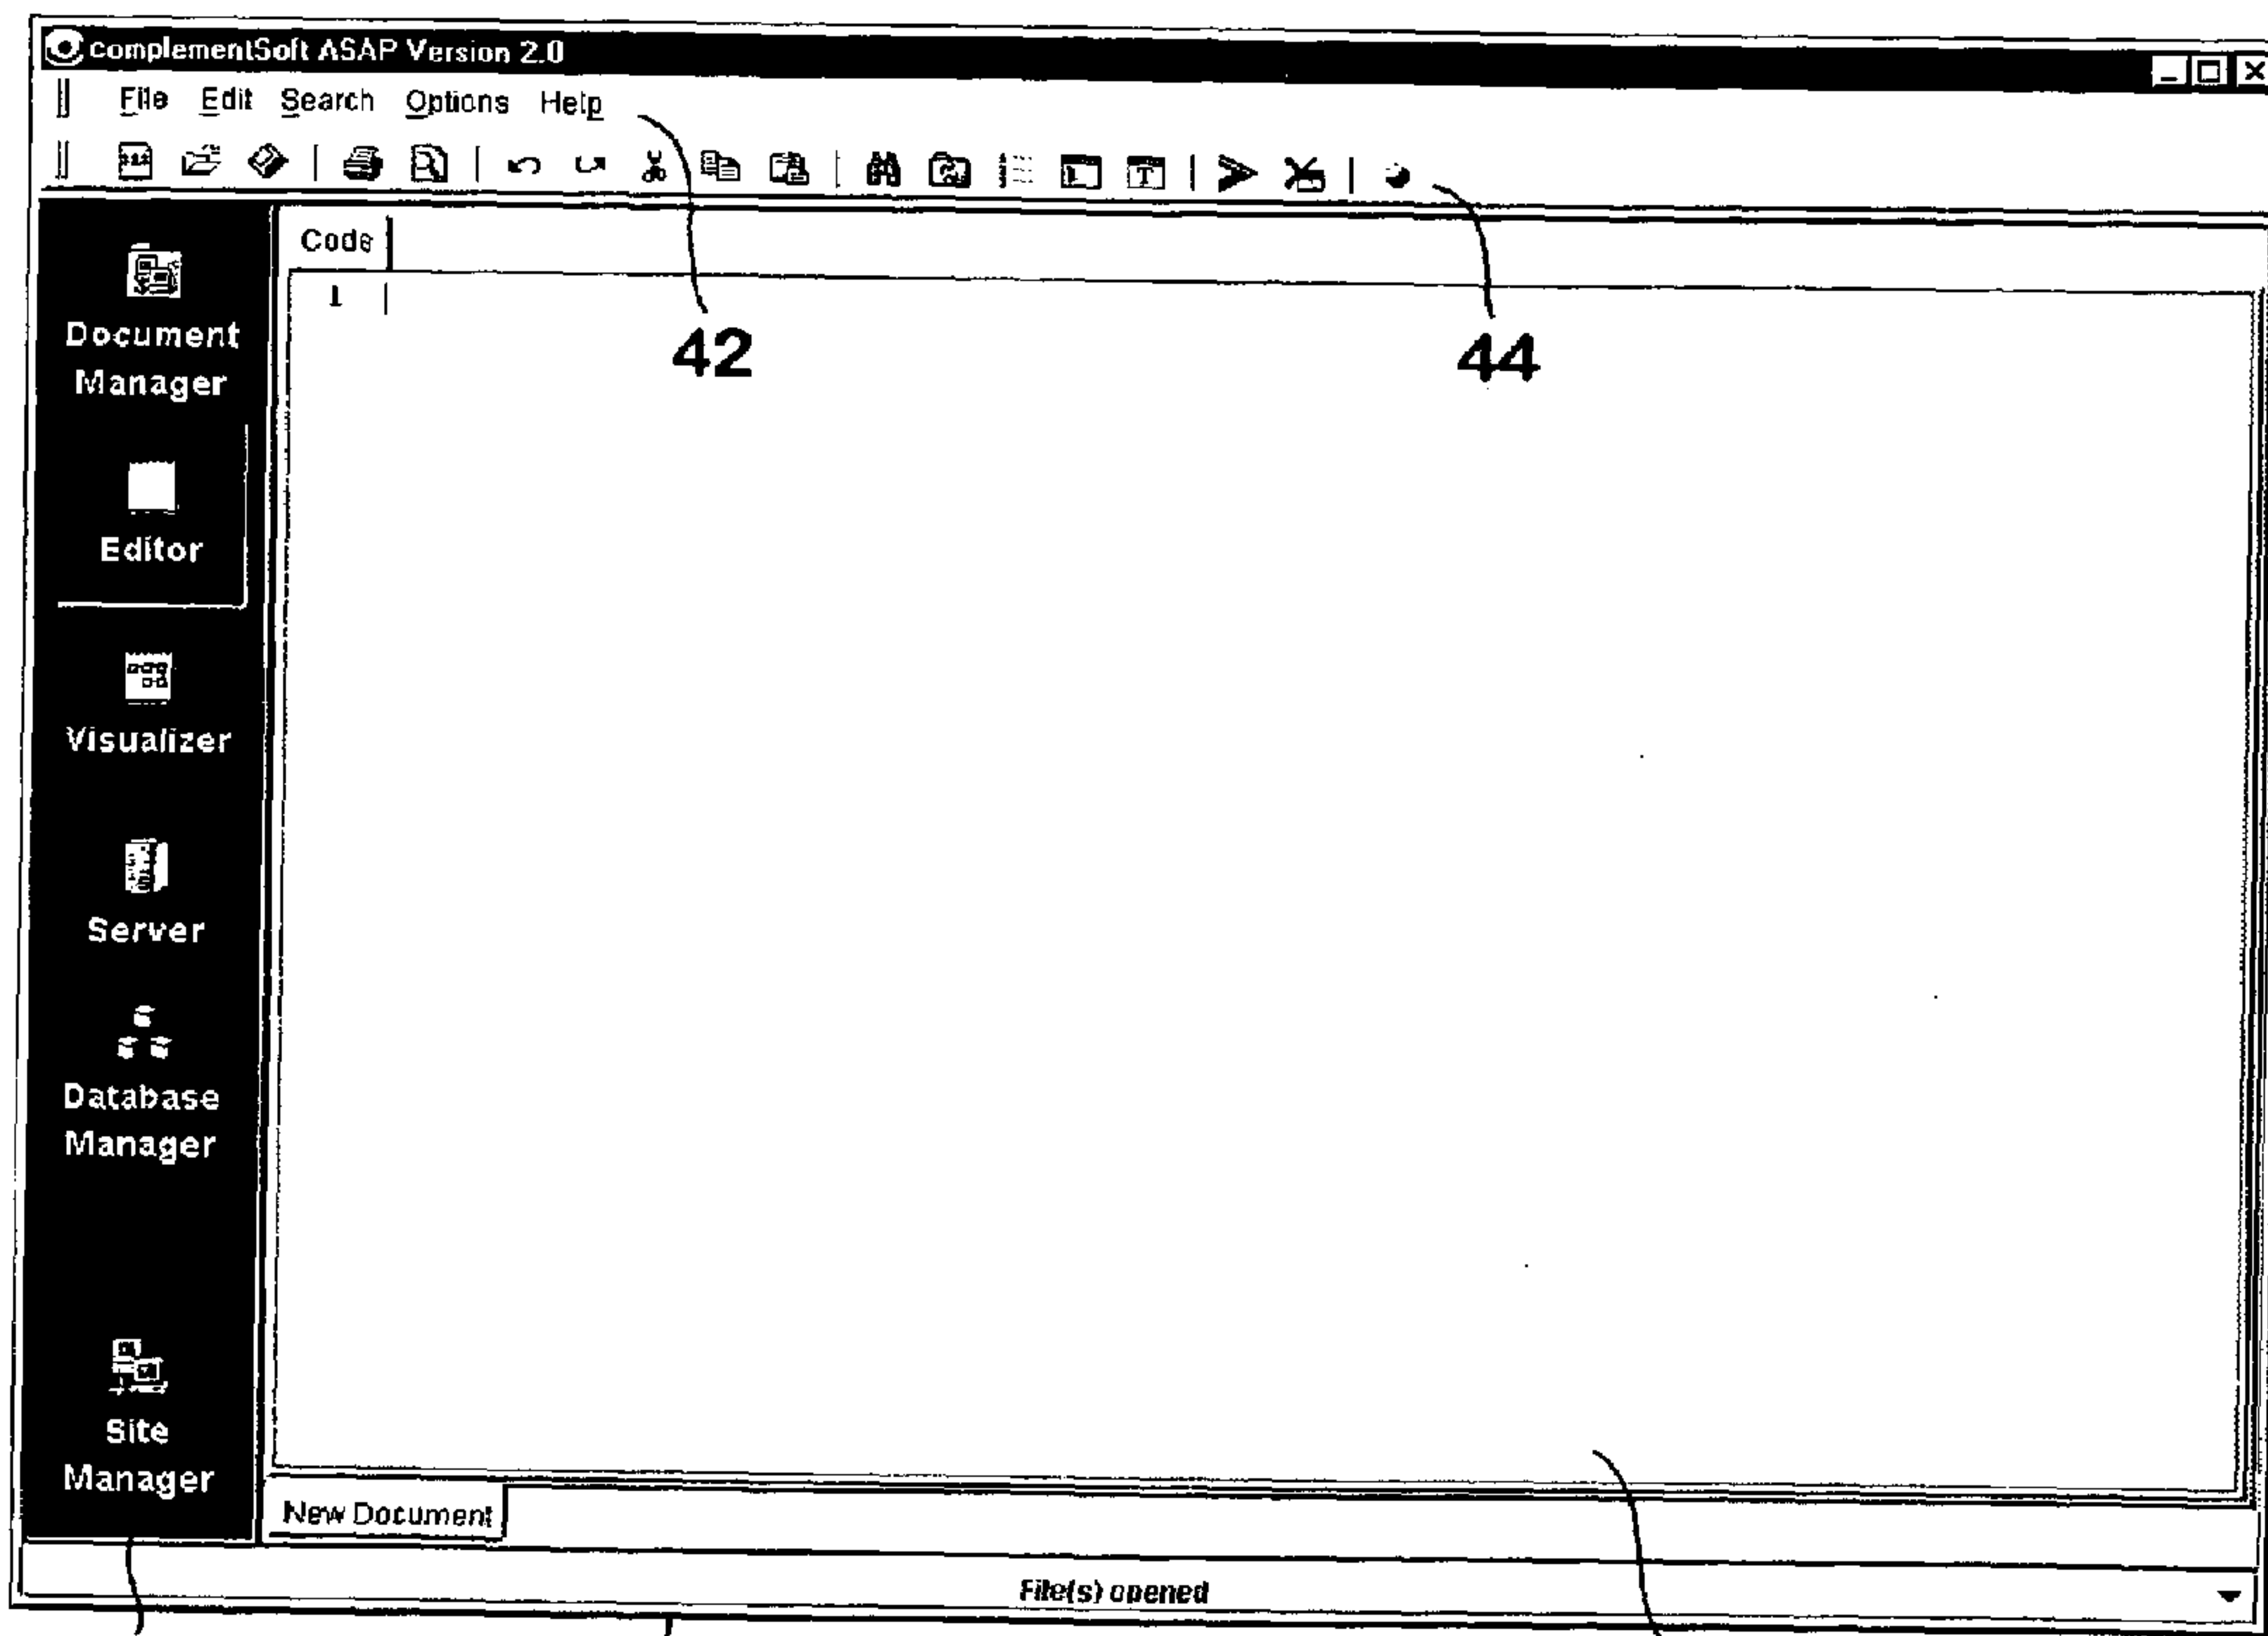 complementSoft ASAP Version 2.0
File Edit Search Options Help
Code
1
42
44
Document
Manager
Editor
Visualizer
Server
Database
Manager
Site
Manager
New Document
File(s) opened